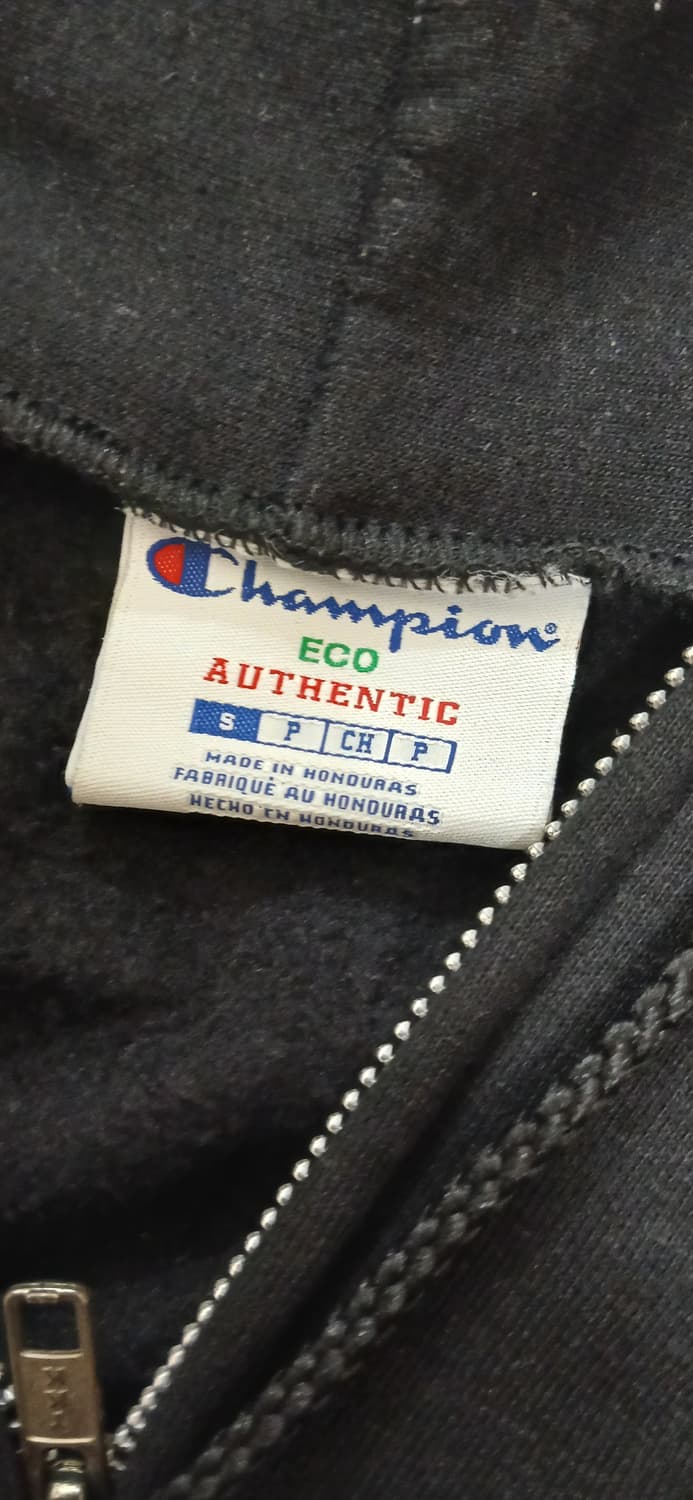 Champion®
ECO
AUTHENTIC
S P CH P
MADE IN HONDURAS
FABRIQUÉ AU HONDURAS
HECHO EN HONDURAS